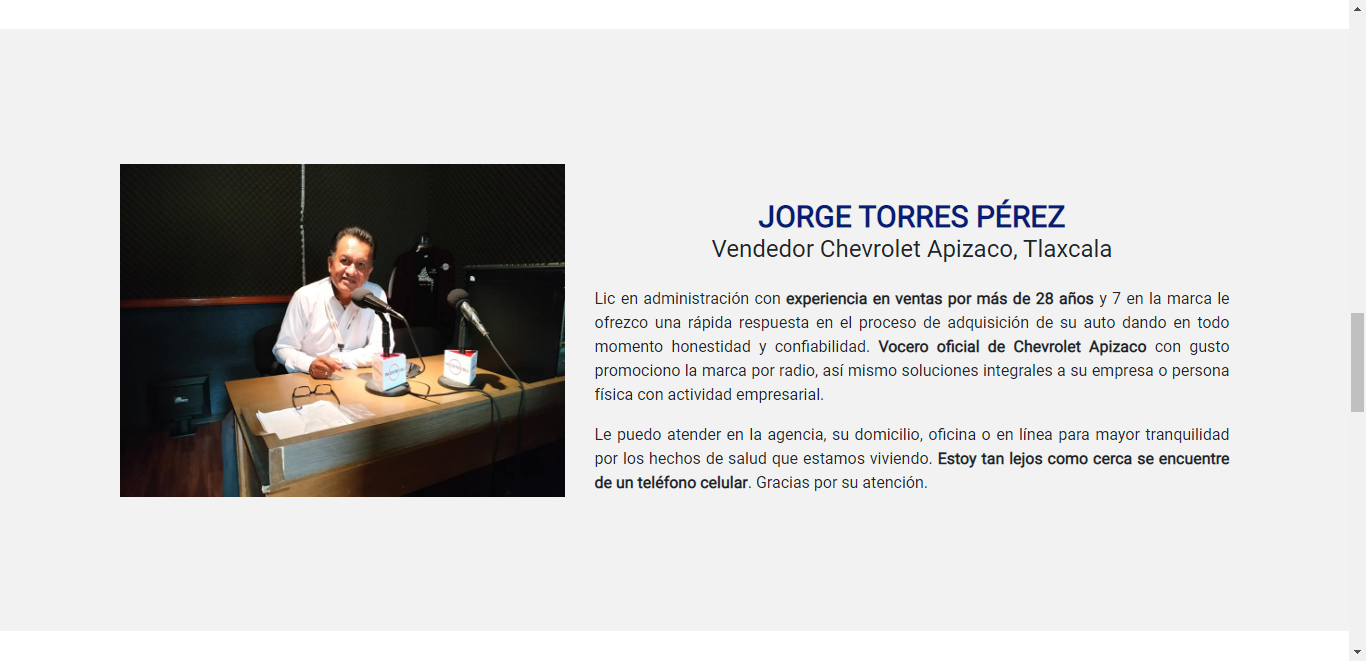 JORGE TORRES PÉREZ
Vendedor Chevrolet Apizaco, Tlaxcala
Lic en administración con experiencia en ventas por más de 28 años y 7 en la marca le
ofrezco una rápida respuesta en el proceso de adquisición de su auto dando en todo
momento honestidad y confiabilidad. Vocero oficial de Chevrolet Apizaco con gusto
promociono la marca por radio, así mismo soluciones integrales a su empresa o persona
física con actividad empresarial.
Le puedo atender en la agencia, su domicilio, oficina o en línea para mayor tranquilidad
por los hechos de salud que estamos viviendo. Estoy tan lejos como cerca se encuentre
de un teléfono celular. Gracias por su atención.